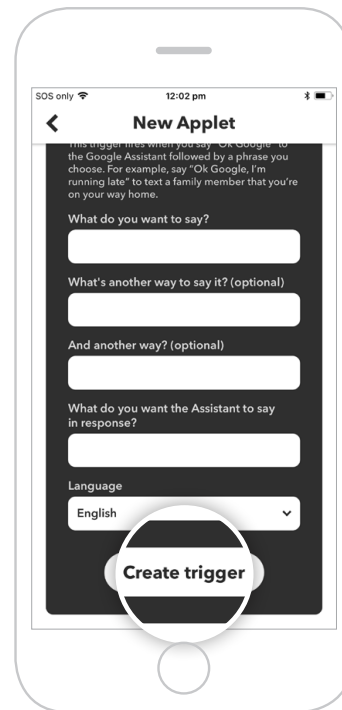 SOS only 12:02 pm
New Applet
This trigger fires when you say "Ok Google" to
the Google Assistant followed by a phrase you
choose. For example, say "Ok Google, I'm
running late" to text a family member that you're
on your way home.
What do you want to say?
What's another way to say it? (optional)
And another way? (optional)
What do you want the Assistant to say
in response?
Language
English
Create trigger